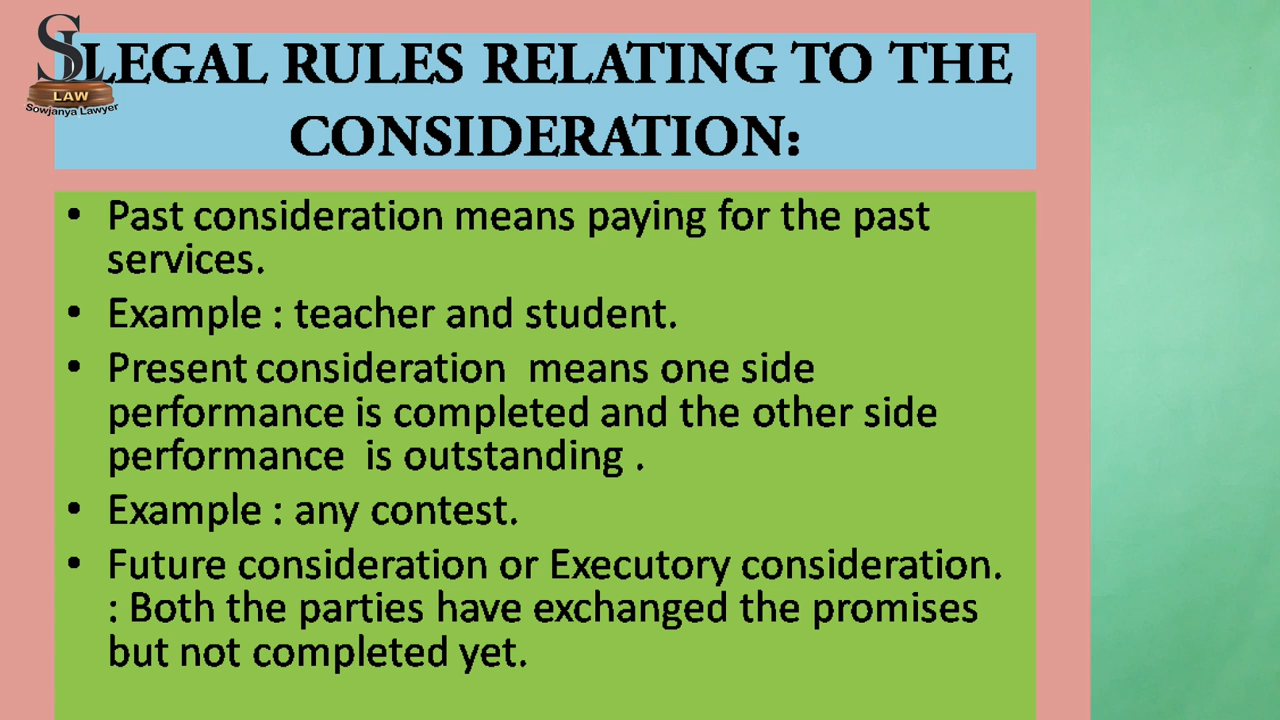 SL
LAW
Sowjanya Lawyer
LEGAL RULES RELATING TO THE
CONSIDERATION:
• Past consideration means paying for the past
services.
• Example : teacher and student.
• Present consideration means one side
performance is completed and the other side
performance is outstanding .
• Example : any contest.
• Future consideration or Executory consideration.
: Both the parties have exchanged the promises
but not completed yet.